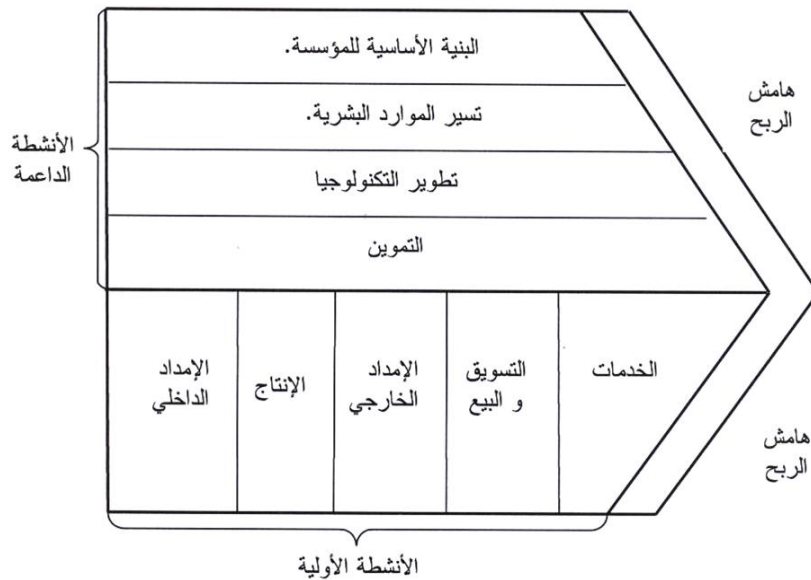 البنية الأساسية للمؤسسة.
تسير الموارد البشرية.
تطوير التكنولوجيا
التموين
الأنشطة
الداعمة
هامش
الربح
الإمداد
الداخلي
الإنتاج
الإمداد
الخارجي
التسويق
و البيع
الخدمات
هامش
الربح
الأنشطة الأولية